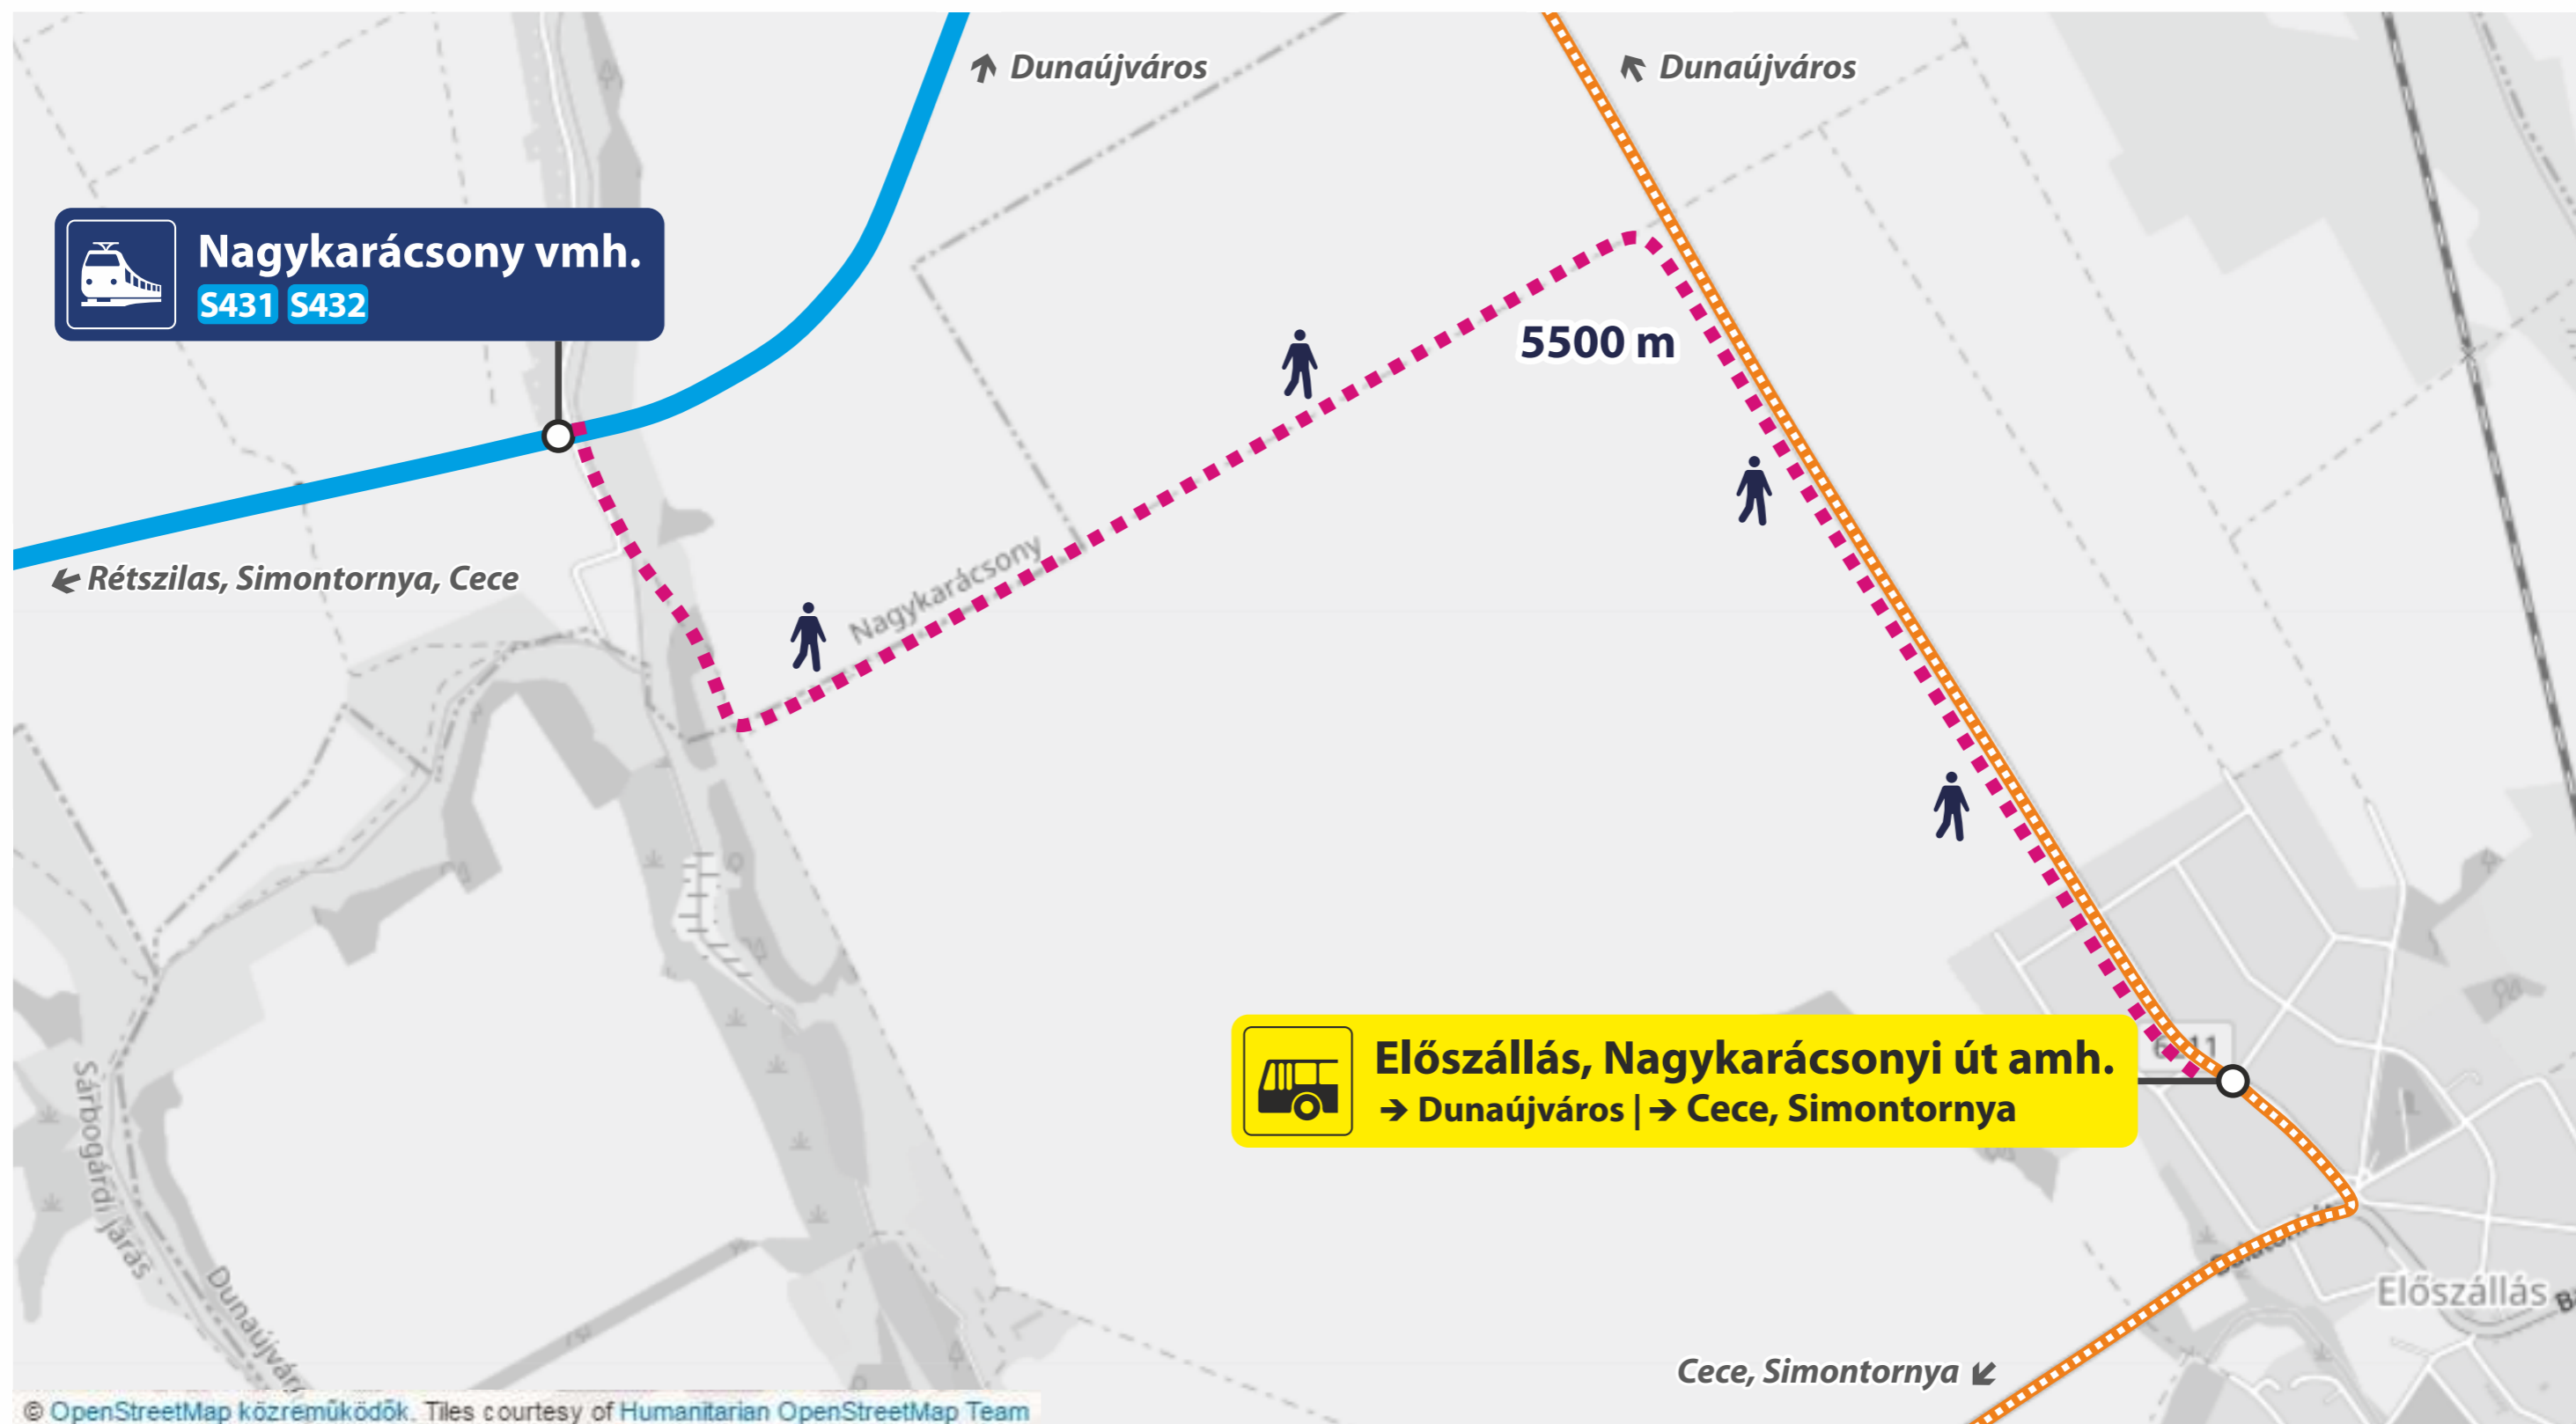 Dunaújváros
Dunaújváros
Nagykarácsony vmh.
S431 S432
5500 m
Rétszilas, Simontornya, Cece
Nagykarácsony
Előszállás, Nagykarácsonyi út amh.
→ Dunaújváros | → Cece, Simontornya
Sárbogárdi járás
Előszállás
Cece, Simontornya
© OpenStreetMap közreműködők. Tiles courtesy of Humanitarian OpenStreetMap Team